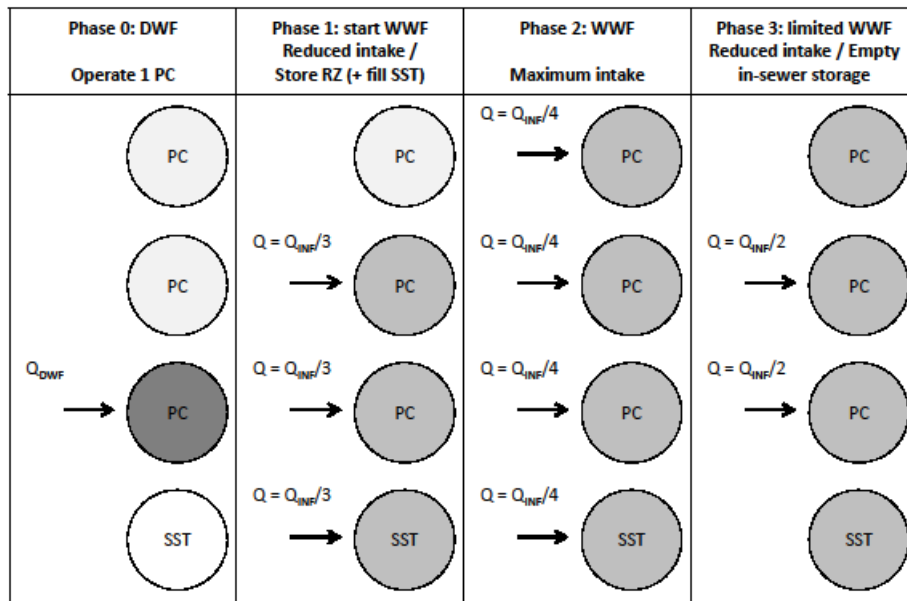 Phase 0: DWF
Operate 1 PC
Phase 1: start WWF
Reduced intake /
Store RZ (+ fill SST)
Phase 2: WWF
Maximum intake
Phase 3: limited WWF
Reduced intake / Empty
in-sewer storage
PC
PC
Q_DWF
PC
SST
PC
Q = Q_INF/3
PC
Q = Q_INF/3
PC
Q = Q_INF/3
SST
Q = Q_INF/4
PC
Q = Q_INF/4
PC
Q = Q_INF/4
PC
Q = Q_INF/4
SST
PC
Q = Q_INF/2
PC
Q = Q_INF/2
PC
SST